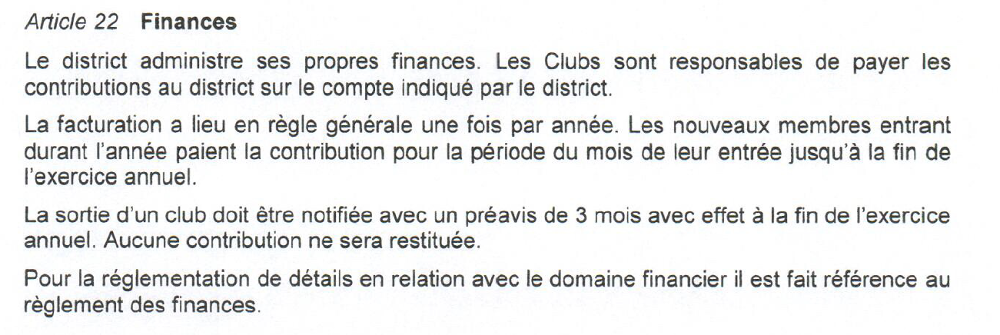 Article 22 Finances
Le district administre ses propres finances. Les Clubs sont responsables de payer les
contributions au district sur le compte indiqué par le district.
La facturation a lieu en règle générale une fois par année. Les nouveaux membres entrant
durant l'année paient la contribution pour la période du mois de leur entrée jusqu'à la fin de
l'exercice annuel.
La sortie d'un club doit être notifiée avec un préavis de 3 mois avec effet à la fin de l'exercice
annuel. Aucune contribution ne sera restituée.
Pour la réglementation de détails en relation avec le domaine financier il est fait référence au
règlement des finances.